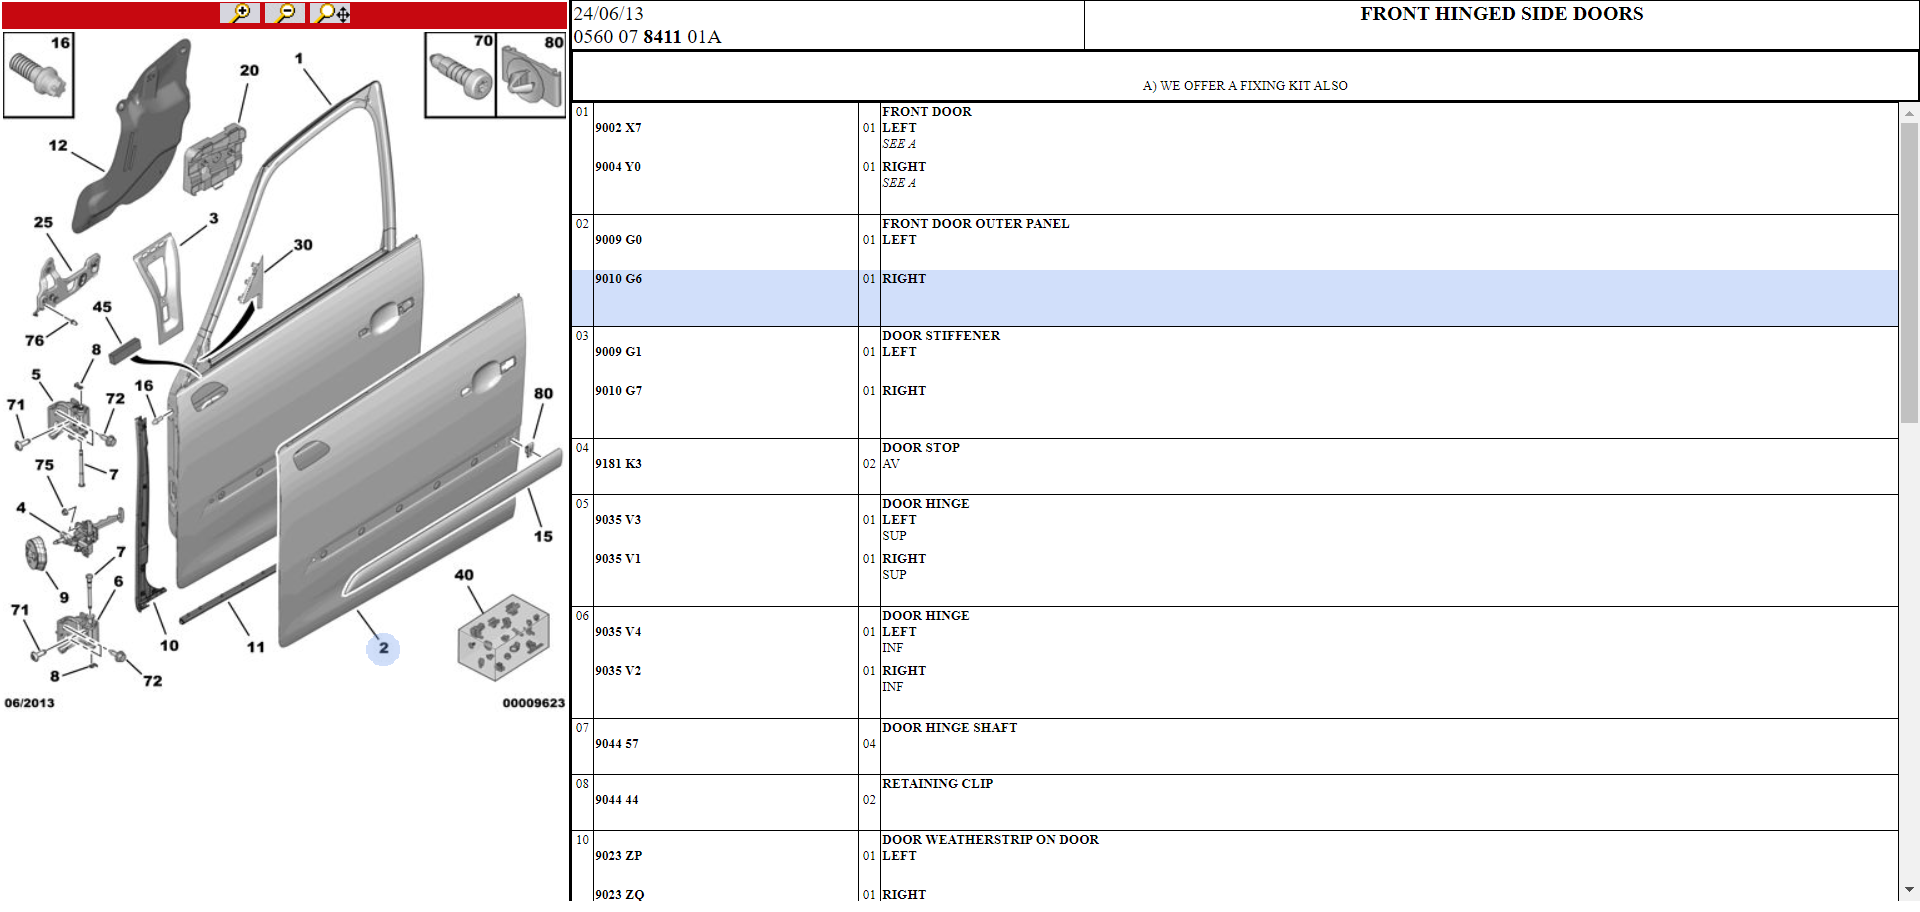 16
70
80
1
20
12
3
25
30
45
76
8
5
16
71
72
80
75
7
4
15
7
9
6
40
71
10
11
2
8
72
06/2013
00009623
24/06/13
0560 07 8411 01A
FRONT HINGED SIDE DOORS
A) WE OFFER A FIXING KIT ALSO
01 FRONT DOOR
9002 X7 01 LEFT
SEE A
9004 Y0 01 RIGHT
SEE A
02 FRONT DOOR OUTER PANEL
9009 G0 01 LEFT
9010 G6 01 RIGHT
03 DOOR STIFFENER
9009 G1 01 LEFT
9010 G7 01 RIGHT
04 DOOR STOP
9181 K3 02 AV
05 DOOR HINGE
9035 V3 01 LEFT
SUP
9035 V1 01 RIGHT
SUP
06 DOOR HINGE
9035 V4 01 LEFT
INF
9035 V2 01 RIGHT
INF
07 DOOR HINGE SHAFT
9044 57 04
08 RETAINING CLIP
9044 44 02
10 DOOR WEATHERSTRIP ON DOOR
9023 ZP 01 LEFT
9023 ZQ 01 RIGHT